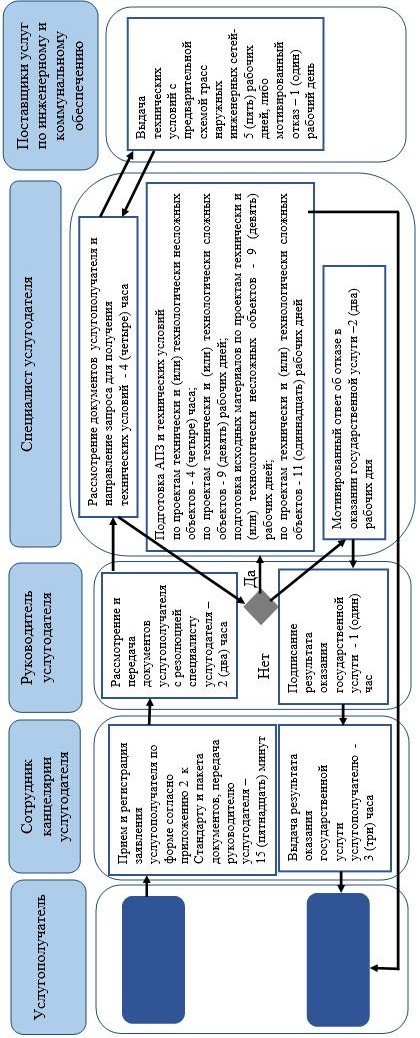 Услугополучатель
Сотрудник
канцелярии
услугодателя
Руководитель
услугодателя
Специалист услугодателя
Поставщики услуг
по инженерному и
коммунальному
обеспечению
Прием и регистрация
заявления
услугополучателя по
форме согласно
приложению 2 к
Стандарту и пакета
документов, передача
руководителю
услугодателя –
15 (пятнадцать) минут
Рассмотрение и
передача
документов
услугополучателя
с резолюцией
специалисту
услугодателя –
2 (два) часа
Рассмотрение документов услугополучателя и
направление запроса для получения
технических условий - 4 (четыре) часа
Выдача
технических
условий с
предварительной
схемой трасс
наружных
инженерных сетей-
5 (пять) рабочих
дней, либо
мотивированный
отказ – 1 (один)
рабочий день
Подготовка АПЗ и технических условий
по проектам технически и (или) технологически несложных
объектов - 4 (четыре) часа;
по проектам технически и (или) технологически сложных
объектов - 9 (девять) рабочих дней;
подготовка исходных материалов по проектам технически и
(или) технологически несложных объектов - 9 (девять)
рабочих дней;
по проектам технически и (или) технологически сложных
объектов - 11 (одиннадцать) рабочих дней
Да
Нет
Мотивированный ответ об отказе в
оказании государственной услуги –2 (два)
рабочих дня
Подписание
результата
оказания
государственной
услуги - 1 (один)
час
Выдача результата
оказания
государственной
услуги
услугополучателю -
3 (три) часа